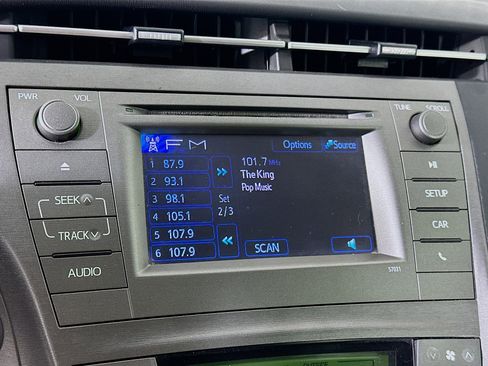 PWR VOL
TUNE SCROLL
FM
Options
Source
1 87.9
2 93.1
3 98.1
4 105.1
5 107.9
6 107.9
Set
2/3
101.7 MHz
The King
Pop Music
SCAN
SEEK
TRACK
AUDIO
SETUP
CAR
57031
OUTSIDE